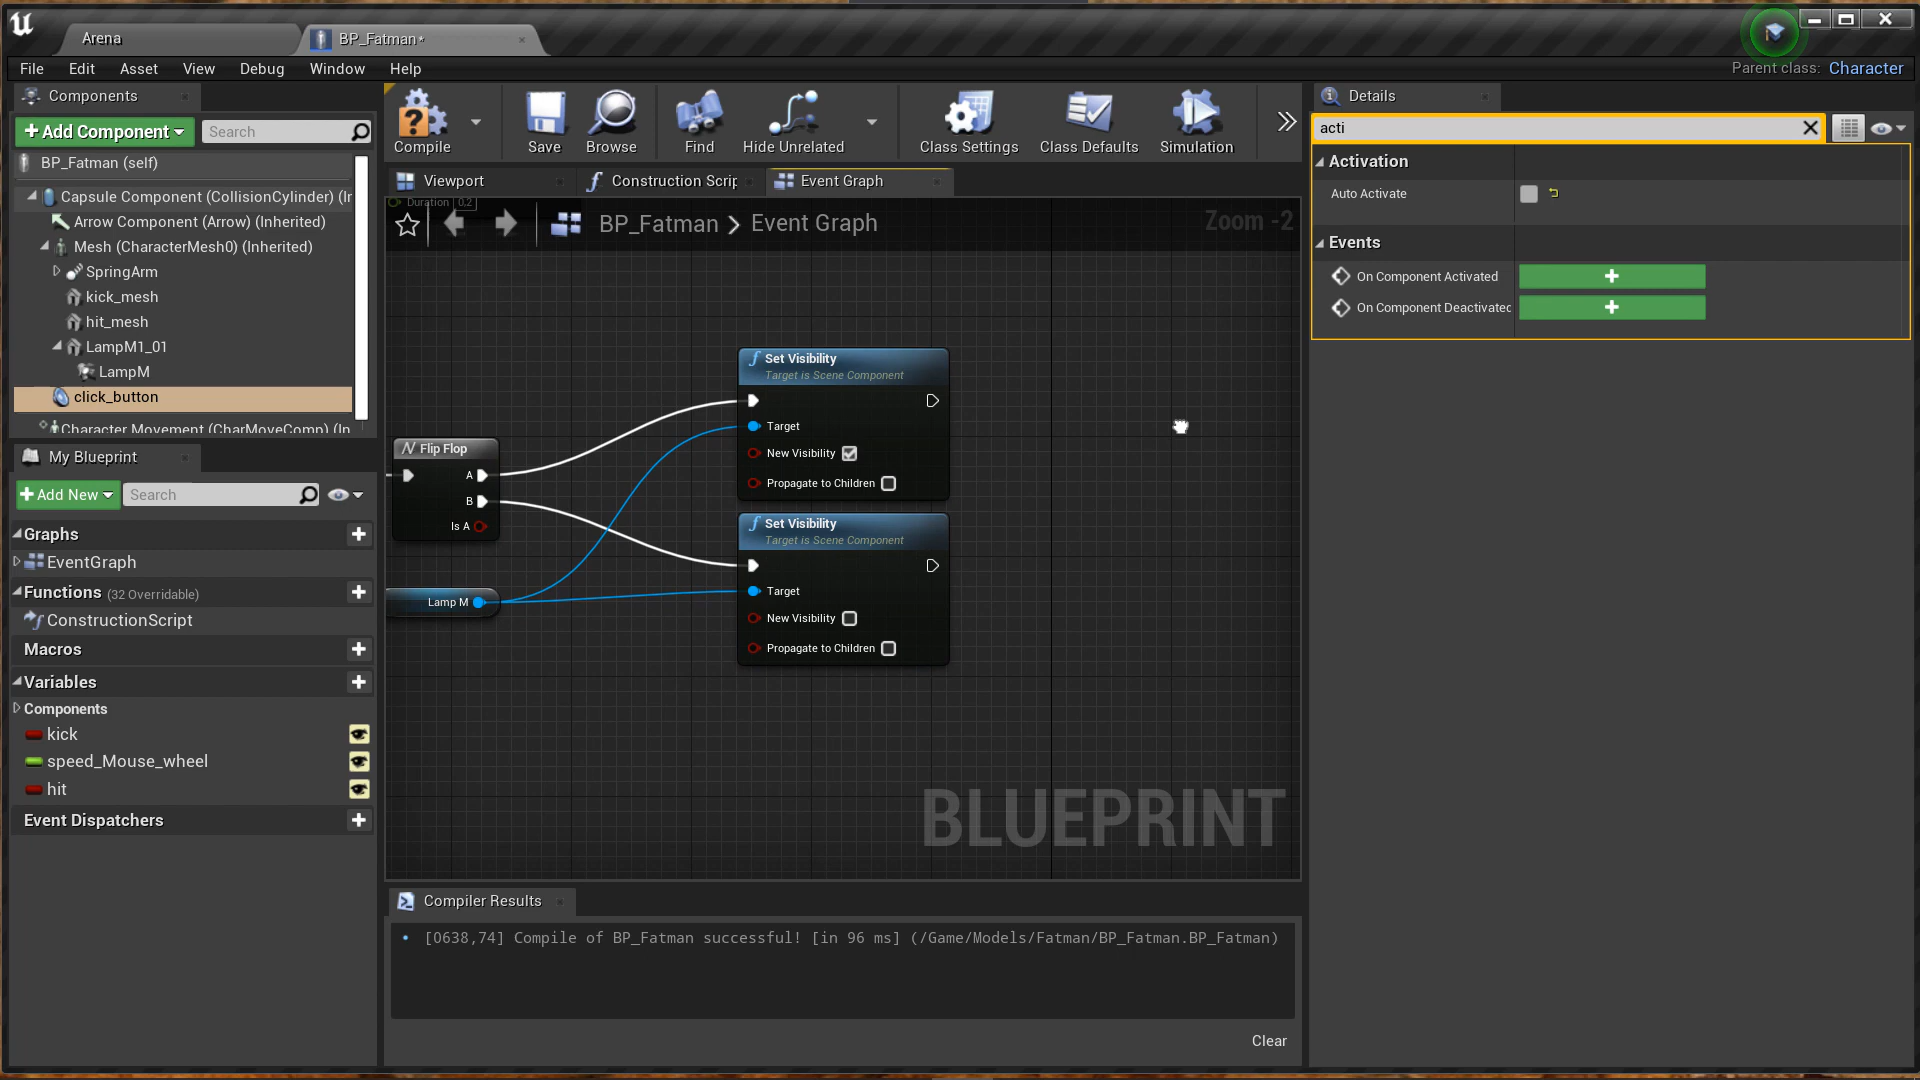 Arena
BP_Fatman*
File Edit Asset View Debug Window Help
Parent class: Character
Components
Add Component
Search
BP_Fatman (self)
Capsule Component (CollisionCylinder) (Ir
Arrow Component (Arrow) (Inherited)
Mesh (CharacterMesh0) (Inherited)
SpringArm
kick_mesh
hit_mesh
LampM1_01
LampM
click_button
Character Movement (CharMoveComp) (In
My Blueprint
Add New
Search
Graphs
EventGraph
Functions (32 Overridable)
ConstructionScript
Macros
Variables
Components
kick
speed_Mouse_wheel
hit
Event Dispatchers
Compile
Save
Browse
Find
Hide Unrelated
Class Settings
Class Defaults
Simulation
Viewport
Construction Scrip
Event Graph
Duration 0,2
BP_Fatman > Event Graph
Zoom -2
Set Visibility
Target is Scene Component
Target
New Visibility
Propagate to Children
Flip Flop
A
B
Is A
Set Visibility
Target is Scene Component
Target
New Visibility
Propagate to Children
Lamp M
BLUEPRINT
Compiler Results
[0638,74] Compile of BP_Fatman successful! [in 96 ms] (/Game/Models/Fatman/BP_Fatman.BP_Fatman)
Clear
Details
acti
Activation
Auto Activate
Events
On Component Activated
On Component Deactivated